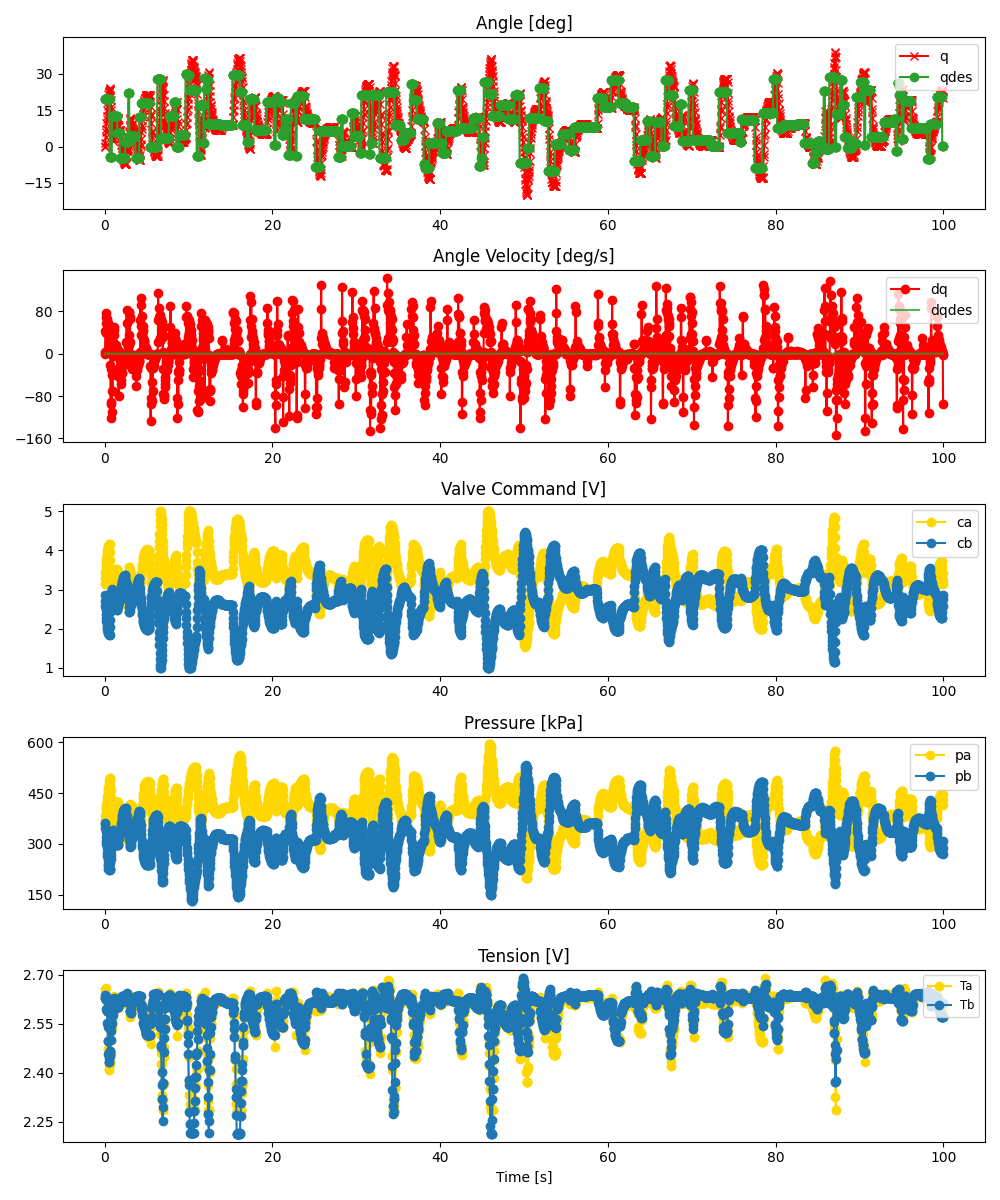 Angle [deg]
30
15
0
−15
q
qdes
0 20 40 60 80 100
Angle Velocity [deg/s]
80
0
−80
−160
dq
dqdes
0 20 40 60 80 100
Valve Command [V]
5
4
3
2
1
ca
cb
0 20 40 60 80 100
Pressure [kPa]
600
450
300
150
pa
pb
0 20 40 60 80 100
Tension [V]
2.70
2.55
2.40
2.25
Ta
Tb
0 20 40 60 80 100
Time [s]